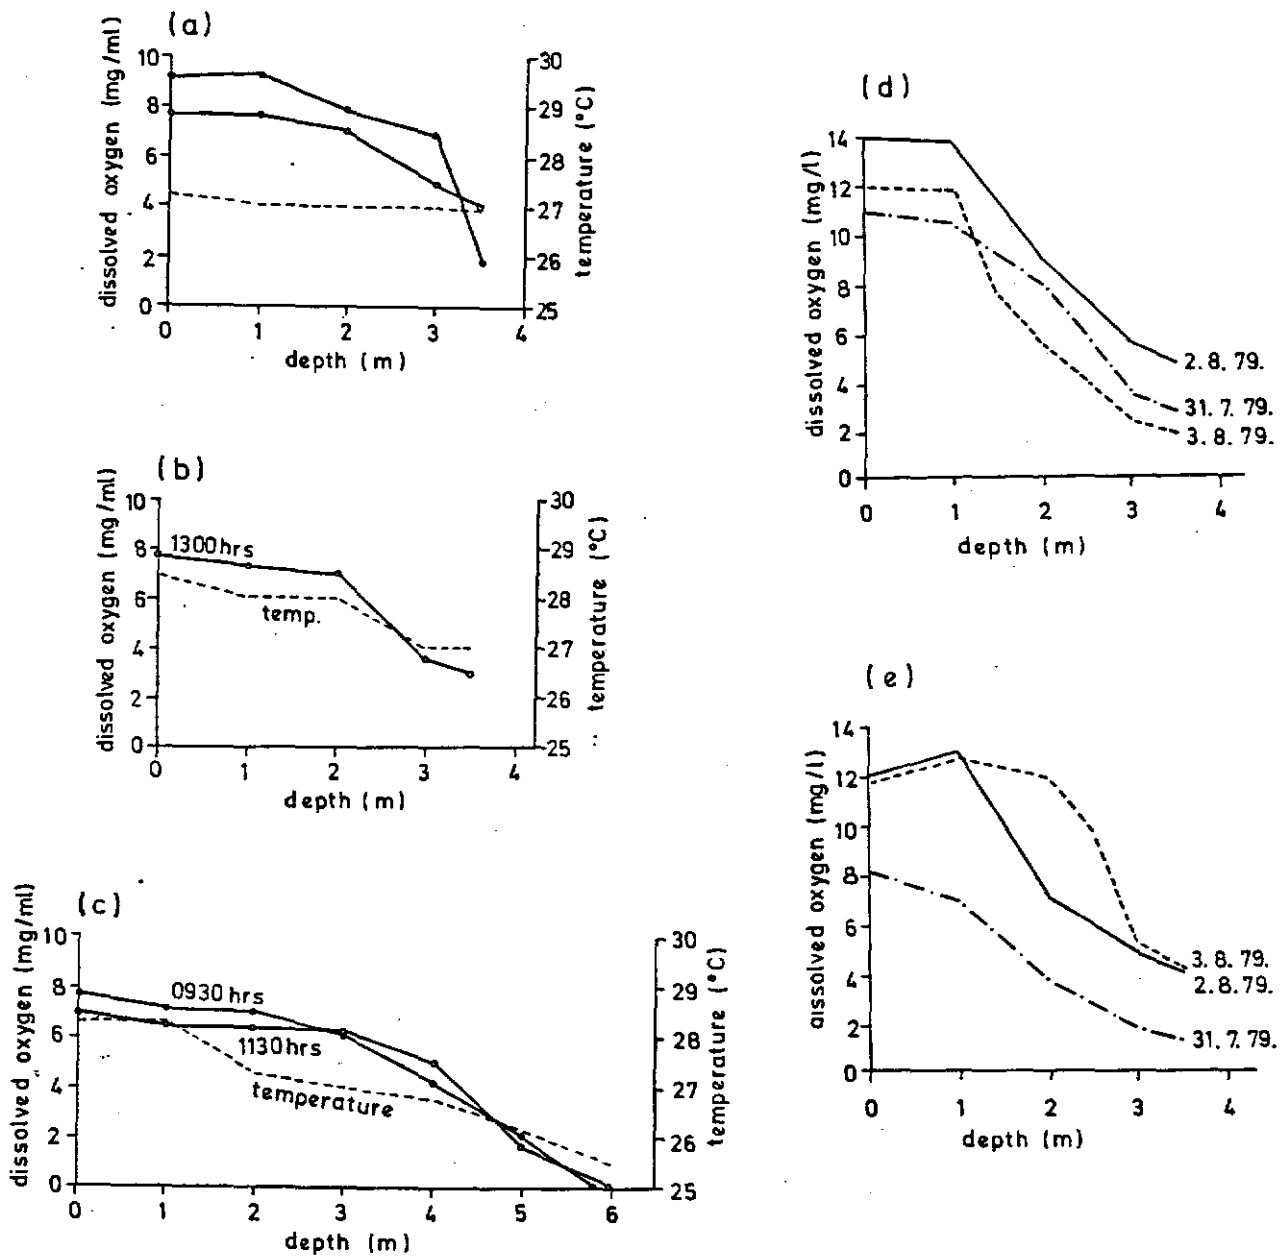 (a)
dissolved oxygen (mg/ml)
10
8
6
4
2
0
30
29
28
27
26
25
temperature (°C)
0 1 2 3 4
depth (m)
(b)
dissolved oxygen (mg/ml)
10
8
6
4
2
0
1300hrs
temp.
30
29
28
27
26
25
temperature (°C)
0 1 2 3 4
depth (m)
(c)
dissolved oxygen (mg/ml)
10
8
6
4
2
0
0930 hrs
1130hrs
temperature
30
29
28
27
26
25
temperature (°C)
0 1 2 3 4 5 6
depth (m)
(d)
dissolved oxygen (mg/l)
14
12
10
8
6
4
2
0
2.8.79.
31.7.79.
3.8.79.
0 1 2 3 4
depth (m)
(e)
dissolved oxygen (mg/l)
14
12
10
8
6
4
2
0
3.8.79.
2.8.79.
31.7.79.
0 1 2 3 4
depth (m)